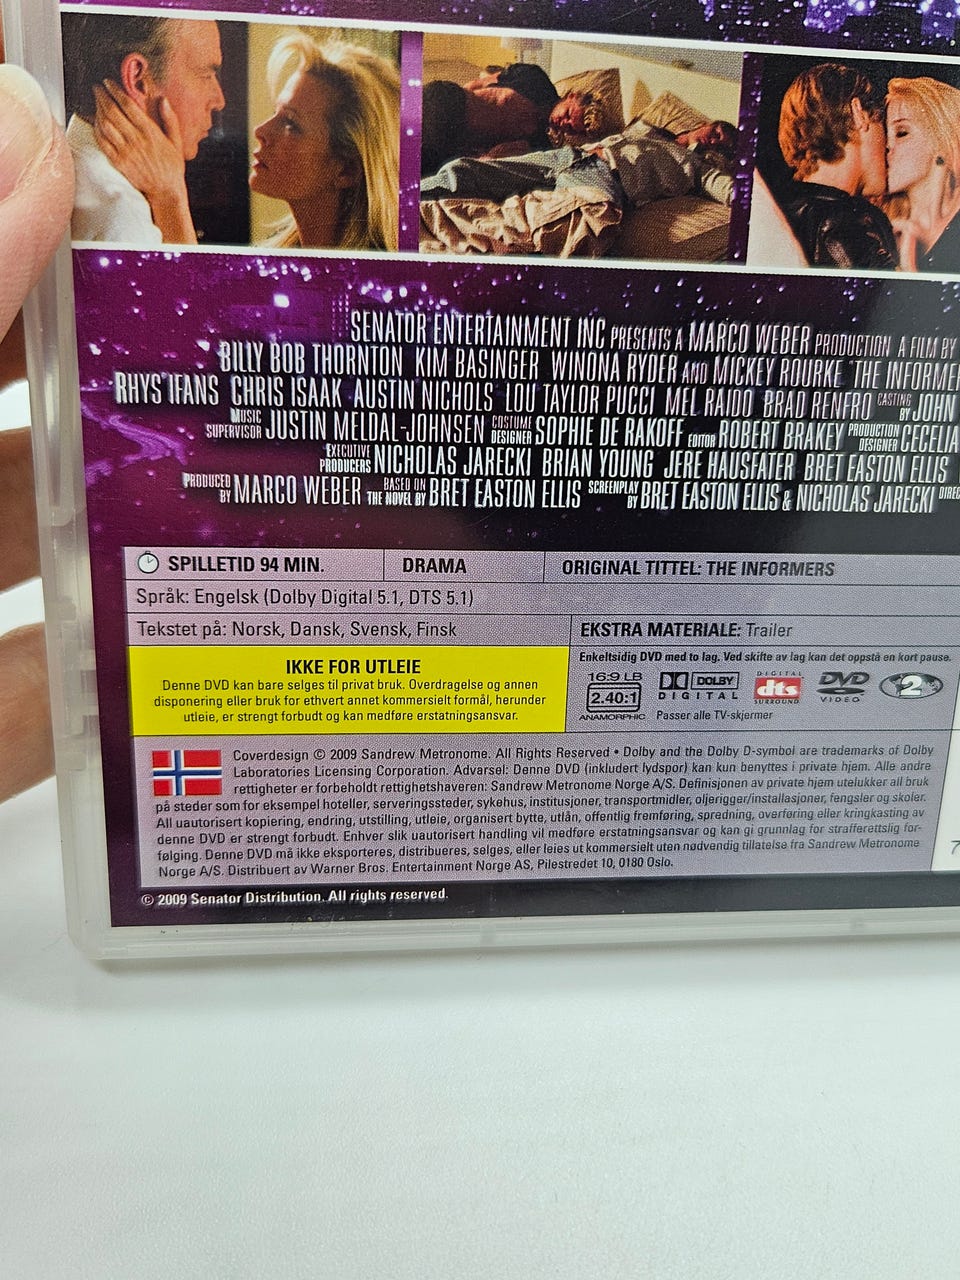 SENATOR ENTERTAINMENT INC PRESENTS A MARCO WEBER PRODUCTION A FILM BY
BILLY BOB THORNTON KIM BASINGER WINONA RYDER AND MICKEY ROURKE THE INFORMER
RHYS IFANS CHRIS ISAAK AUSTIN NICHOLS LOU TAYLOR PUCCI MEL RAIDO BRAD RENFRO CASTING BY JOHN
MUSIC SUPERVISOR JUSTIN MELDAL-JOHNSEN COSTUME DESIGNER SOPHIE DE RAKOFF EDITOR ROBERT BRAKEY PRODUCTION DESIGNER CECELIA
EXECUTIVE PRODUCERS NICHOLAS JARECKI BRIAN YOUNG JERE HAUSFATER BRET EASTON ELLIS
PRODUCED BY MARCO WEBER BASED ON THE NOVEL BY BRET EASTON ELLIS SCREENPLAY BY BRET EASTON ELLIS & NICHOLAS JARECKI DIREC
SPILLETID 94 MIN. DRAMA ORIGINAL TITTEL: THE INFORMERS
Språk: Engelsk (Dolby Digital 5.1, DTS 5.1)
Tekstet på: Norsk, Dansk, Svensk, Finsk
EKSTRA MATERIALE: Trailer
IKKE FOR UTLEIE
Denne DVD kan bare selges til privat bruk. Overdragelse og annen
disponering eller bruk for ethvert annet kommersielt formål, herunder
utleie, er strengt forbudt og kan medføre erstatningsansvar.
Enkeltsidig DVD med to lag. Ved skifte av lag kan det oppstå en kort pause.
16:9 LB
2.40:1
ANAMORPHIC
DOLBY
DIGITAL
DIGITAL
dts
SURROUND
DVD
VIDEO
2
Passer alle TV-skjermer
Coverdesign © 2009 Sandrew Metronome. All Rights Reserved • Dolby and the Dolby D-symbol are trademarks of Dolby
Laboratories Licensing Corporation. Advarsel: Denne DVD (inkludert lydspor) kan kun benyttes i private hjem. Alle andre
rettigheter er forbeholdt rettighetshaveren: Sandrew Metronome Norge A/S. Definisjonen av private hjem utelukker all bruk
på steder som for eksempel hoteller, serveringssteder, sykehus, institusjoner, transportmidler, oljerigger/installasjoner, fengsler og skoler.
All uautorisert kopiering, endring, utstilling, utleie, organisert bytte, utlån, offentlig fremføring, spredning, overføring eller kringkasting av
denne DVD er strengt forbudt. Enhver slik uautorisert handling vil medføre erstatningsansvar og kan gi grunnlag for strafferettslig for-
følging. Denne DVD må ikke eksporteres, distribueres, selges, eller leies ut kommersielt uten nødvendig tillatelse fra Sandrew Metronome
Norge A/S. Distribuert av Warner Bros. Entertainment Norge AS, Pilestredet 10, 0180 Oslo.
7
© 2009 Senator Distribution. All rights reserved.